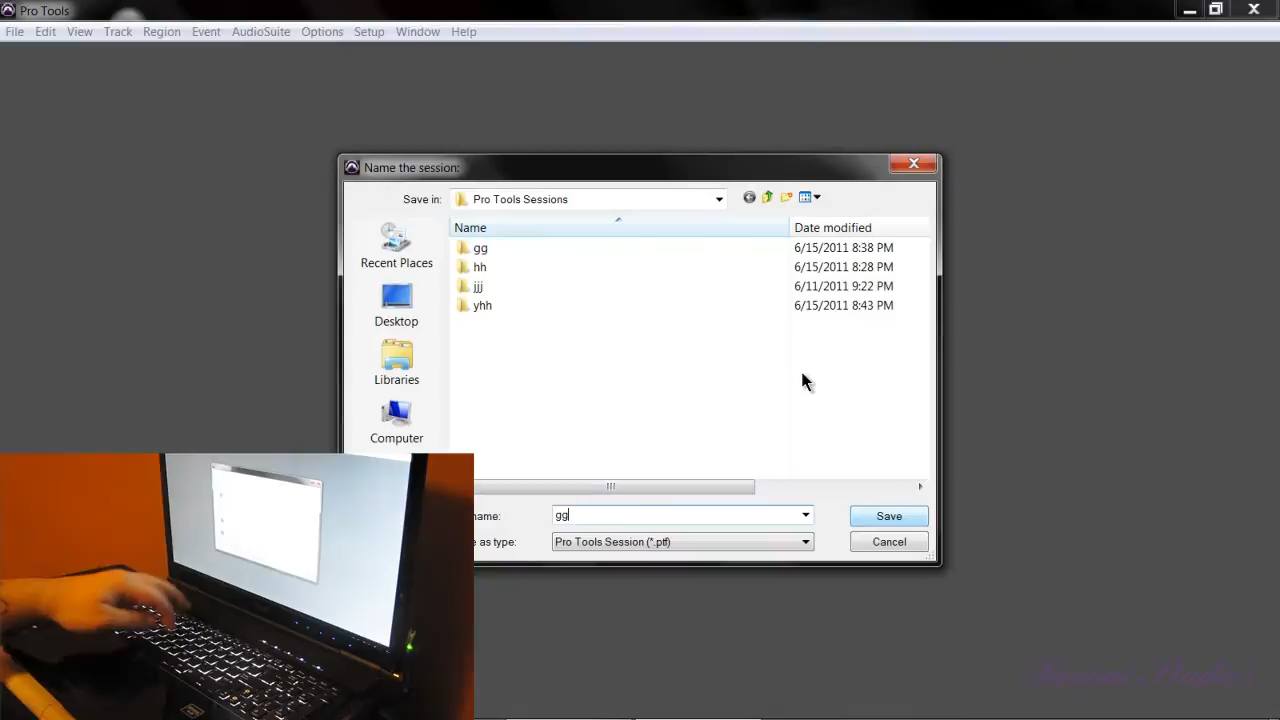 Pro Tools
File Edit View Track Region Event AudioSuite Options Setup Window Help
Name the session:
Save in: Pro Tools Sessions
Name Date modified
gg 6/15/2011 8:38 PM
hh 6/15/2011 8:28 PM
jjj 6/11/2011 9:22 PM
yhh 6/15/2011 8:43 PM
Recent Places
Desktop
Libraries
Computer
name: gg Save
as type: Pro Tools Session (*.ptf) Cancel